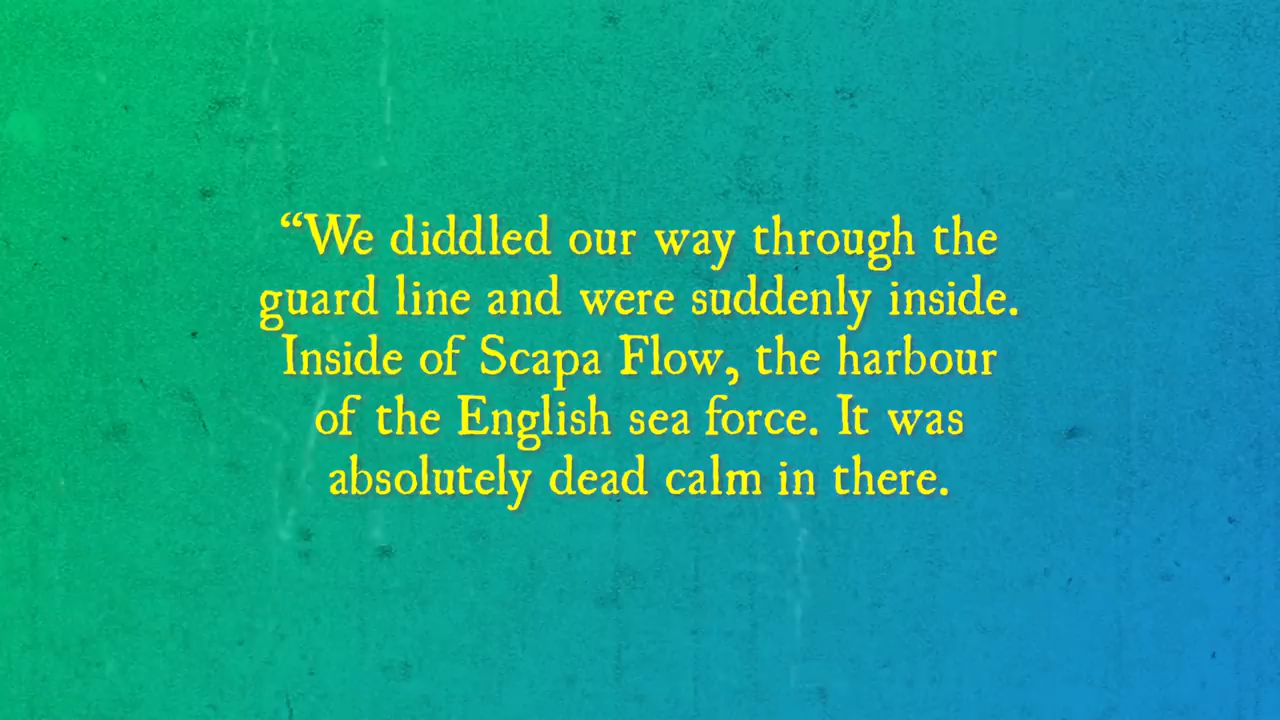 “We diddled our way through the
guard line and were suddenly inside.
Inside of Scapa Flow, the harbour
of the English sea force. It was
absolutely dead calm in there.